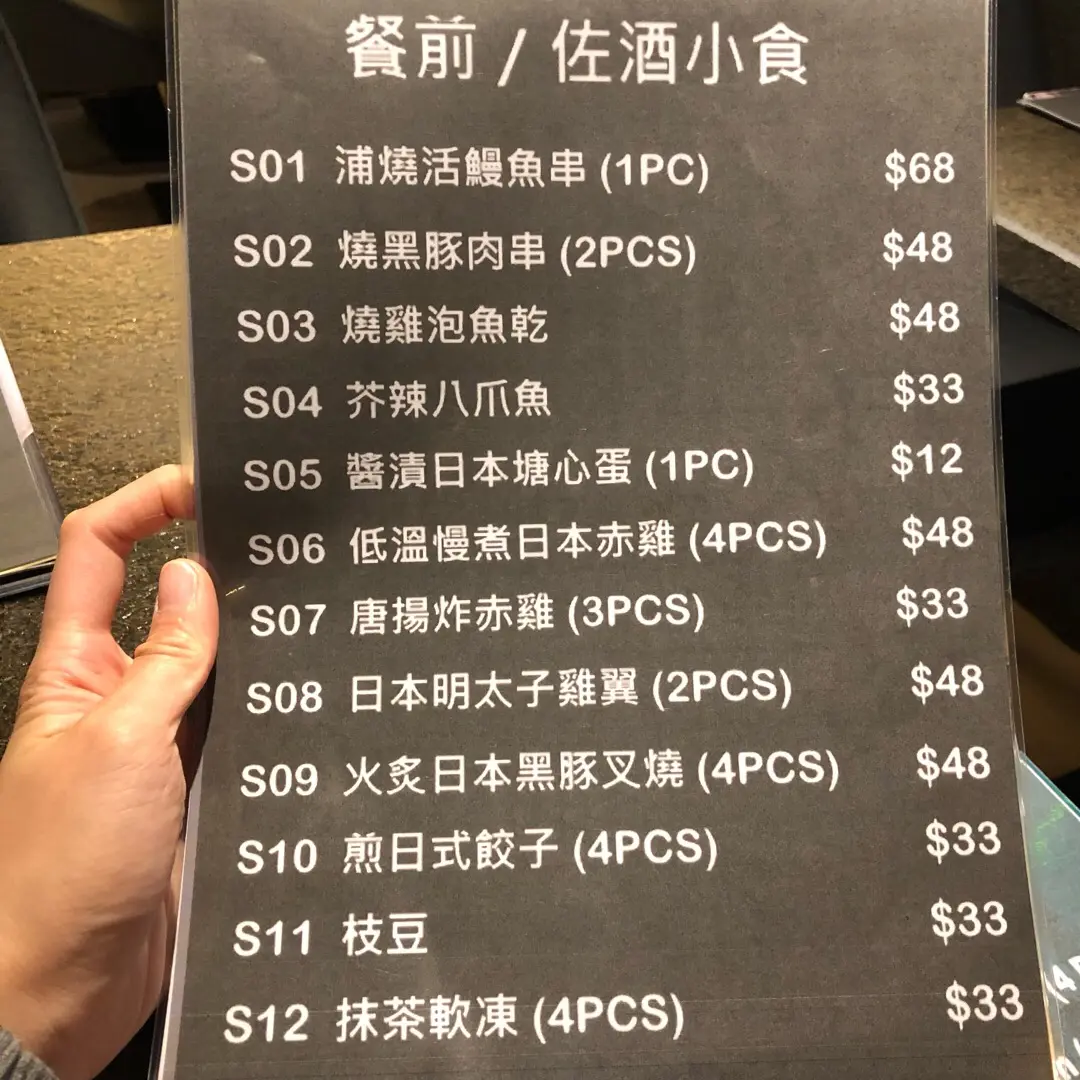 餐前 / 佐酒小食
S01 浦燒活鰻魚串 (1PC) $68
S02 燒黑豚肉串 (2PCS) $48
S03 燒雞泡魚乾 $48
S04 芥辣八爪魚 $33
S05 醬漬日本塘心蛋 (1PC) $12
S06 低溫慢煮日本赤雞 (4PCS) $48
S07 唐揚炸赤雞 (3PCS) $33
S08 日本明太子雞翼 (2PCS) $48
S09 火炙日本黑豚叉燒 (4PCS) $48
S10 煎日式餃子 (4PCS) $33
S11 枝豆 $33
S12 抹茶軟凍 (4PCS) $33